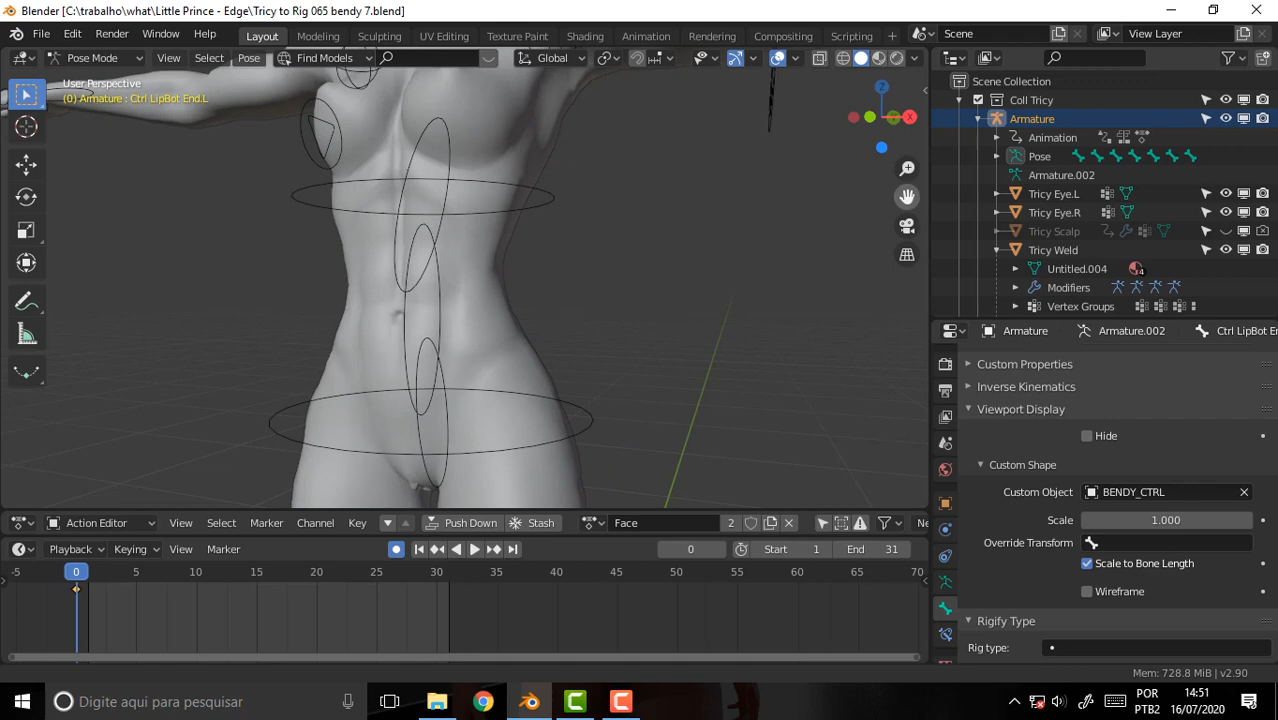 Blender [C:\trabalho\what\Little Prince - Edge\Tricy to Rig 065 bendy 7.blend]
File Edit Render Window Help Layout Modeling Sculpting UV Editing Texture Paint Shading Animation Rendering Compositing Scripting + Scene View Layer
Pose Mode View Select Pose Find Models Global
User Perspective
(0) Armature : Ctrl LipBot End.L
Scene Collection
Coll Tricy
Armature
Animation
Pose
Armature.002
Tricy Eye.L
Tricy Eye.R
Tricy Scalp
Tricy Weld
Untitled.004 4
Modifiers
Vertex Groups
Armature Armature.002 Ctrl LipBot En
Custom Properties
Inverse Kinematics
Viewport Display
Hide
Custom Shape
Custom Object BENDY_CTRL
Scale 1.000
Override Transform
Scale to Bone Length
Wireframe
Rigify Type
Rig type:
Action Editor View Select Marker Channel Key Push Down Stash Face 2 Ne
Playback Keying View Marker 0 Start 1 End 31
-5 0 5 10 15 20 25 30 35 40 45 50 55 60 65 70
Mem: 728.8 MiB | v2.90
Digite aqui para pesquisar
POR
PTB2
14:51
16/07/2020